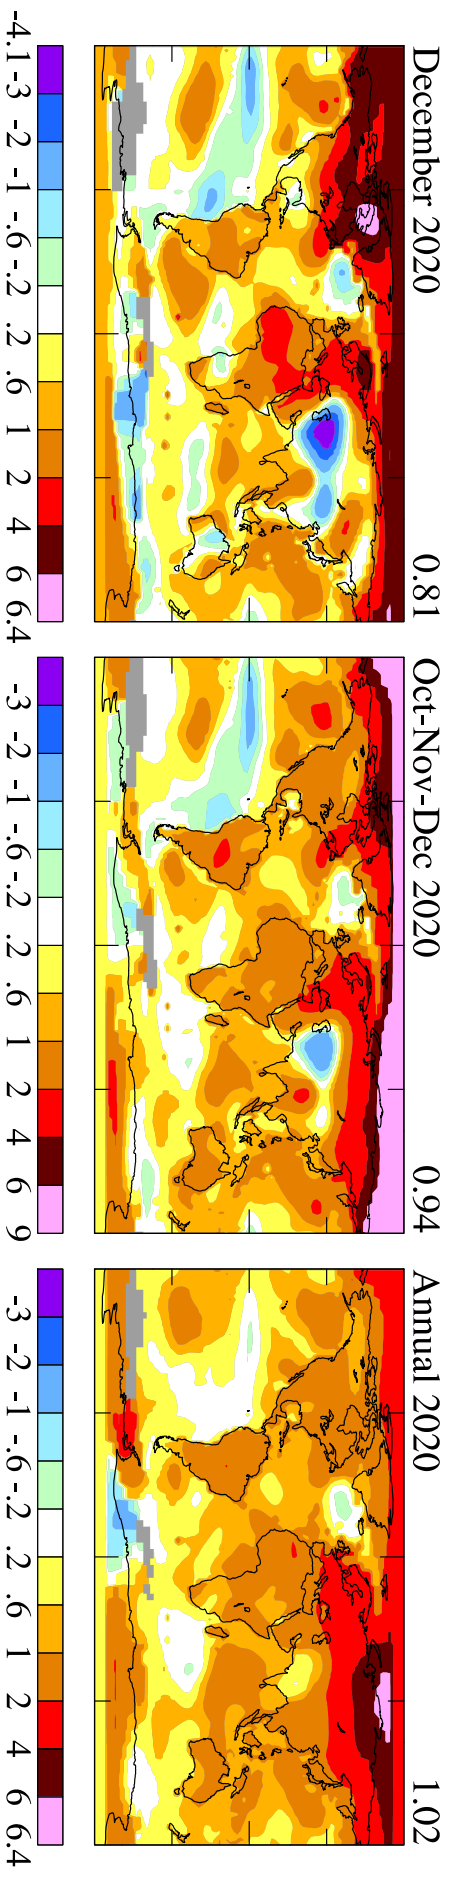 December 2020 0.81
-4.1 -3 -2 -1 -.6 -.2 .2 .6 1 2 4 6 6.4
Oct-Nov-Dec 2020 0.94
-3 -2 -1 -.6 -.2 .2 .6 1 2 4 6 9
Annual 2020 1.02
-3 -2 -1 -.6 -.2 .2 .6 1 2 4 6 6.4